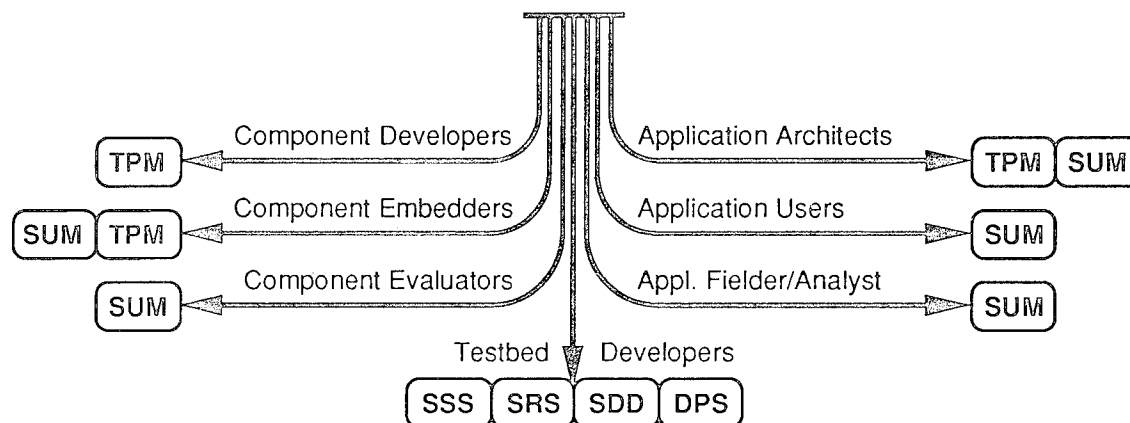 Component Developers Application Architects
TPM TPM SUM
Component Embedders Application Users
SUM TPM SUM
Component Evaluators Appl. Fielder/Analyst
SUM SUM
Testbed Developers
SSS SRS SDD DPS